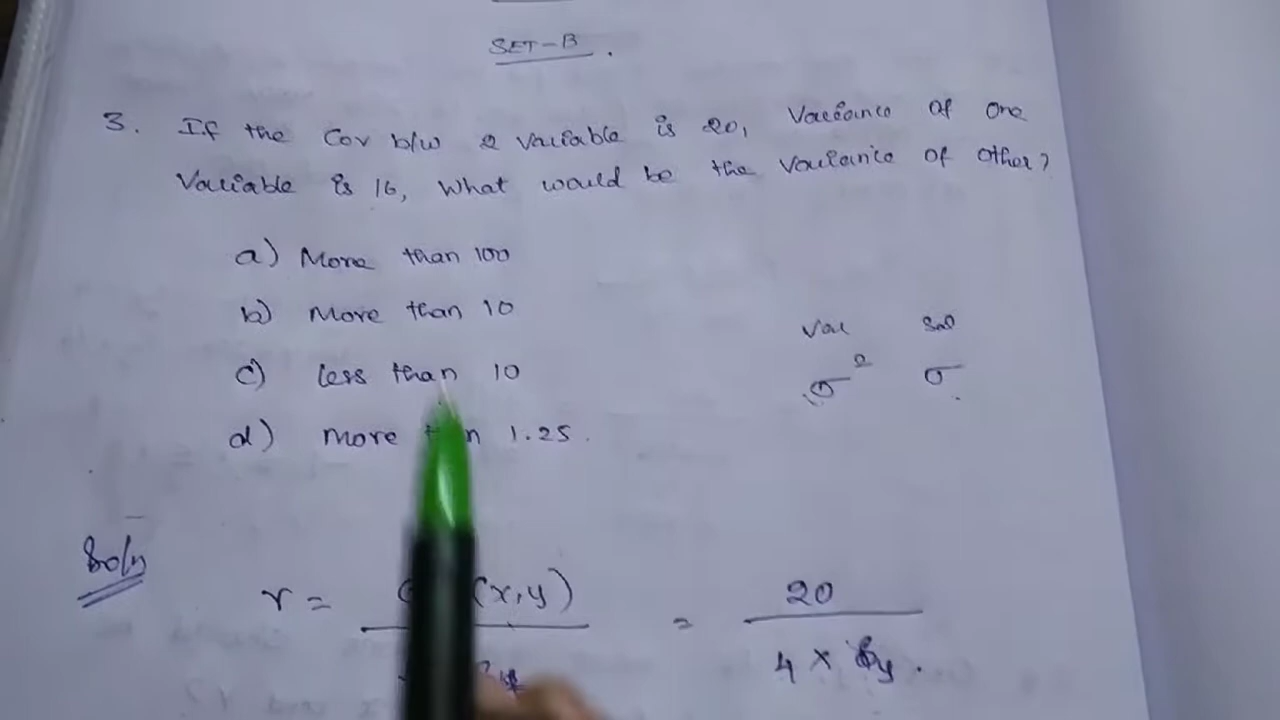 SET-B.
3. If the Cov b/w 2 variable is 20, Variance of One
Variable is 16, What would be the Variance of Other?
a) More than 100
b) More than 10
c) less than 10
d) more than 1.25.
Var SD
σ² σ
Soln
r = (x,y) = 20
4 × σy.